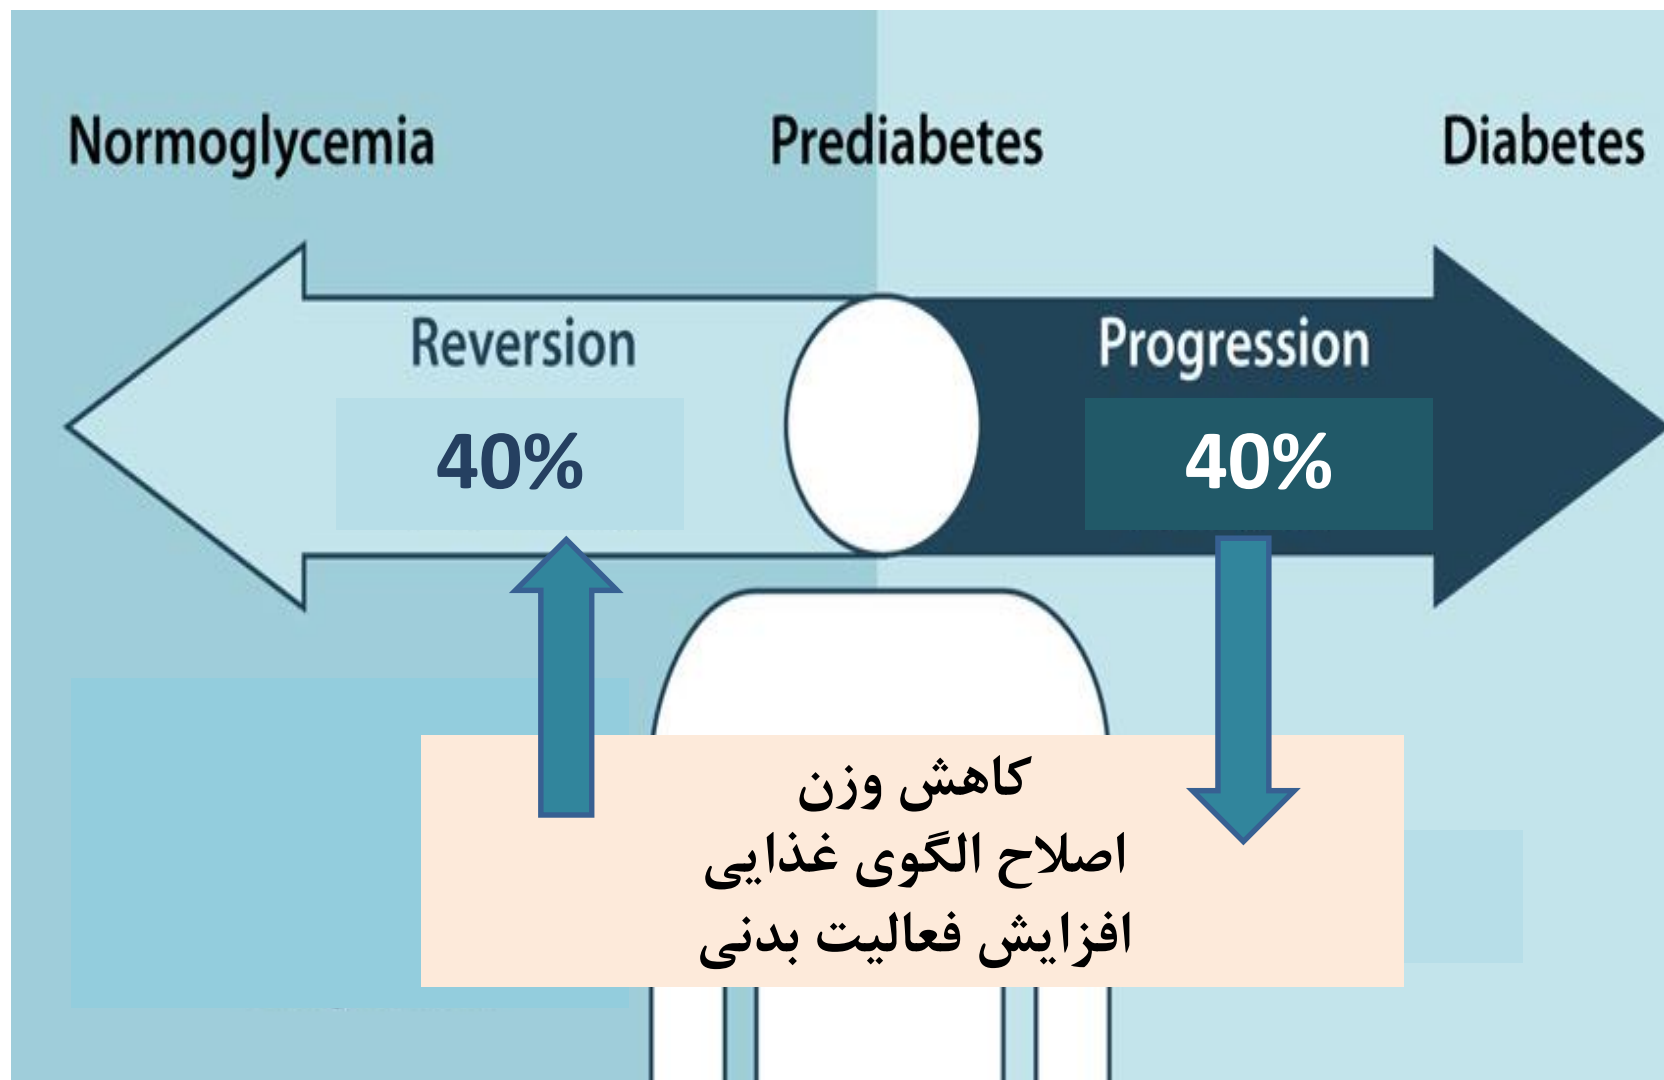 Normoglycemia
Prediabetes
Diabetes
Reversion
Progression
40%
40%
کاهش وزن
اصلاح الگوی غذایی
افزایش فعالیت بدنی